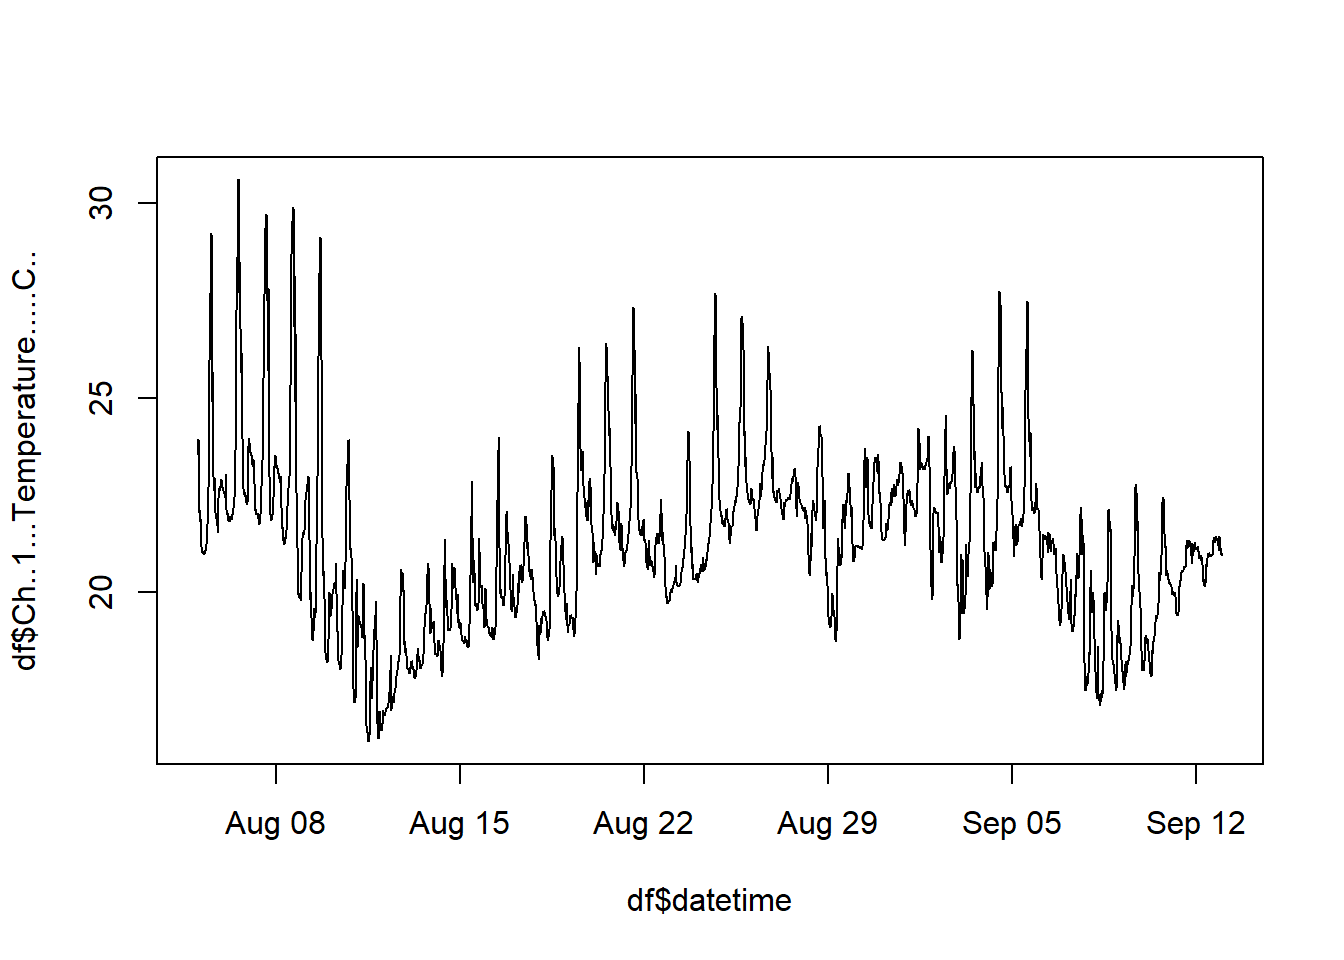 df$Ch..1...Temperature.....C..
30
25
20
Aug 08 Aug 15 Aug 22 Aug 29 Sep 05 Sep 12
df$datetime